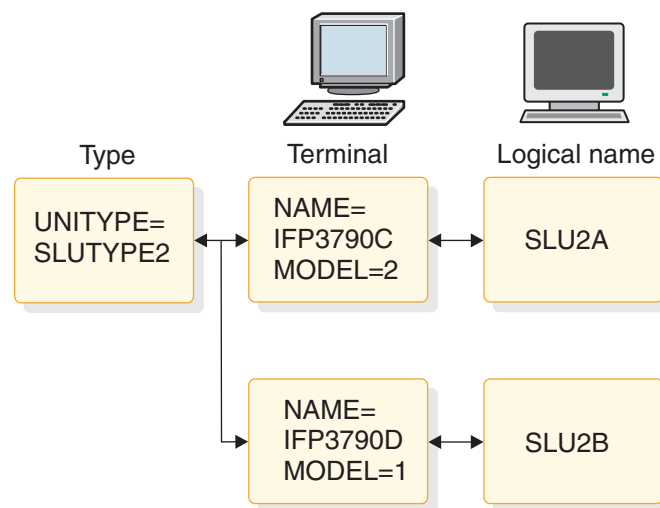 Type
Terminal
Logical name
UNITYPE=
SLUTYPE2
NAME=
IFP3790C
MODEL=2
SLU2A
NAME=
IFP3790D
MODEL=1
SLU2B